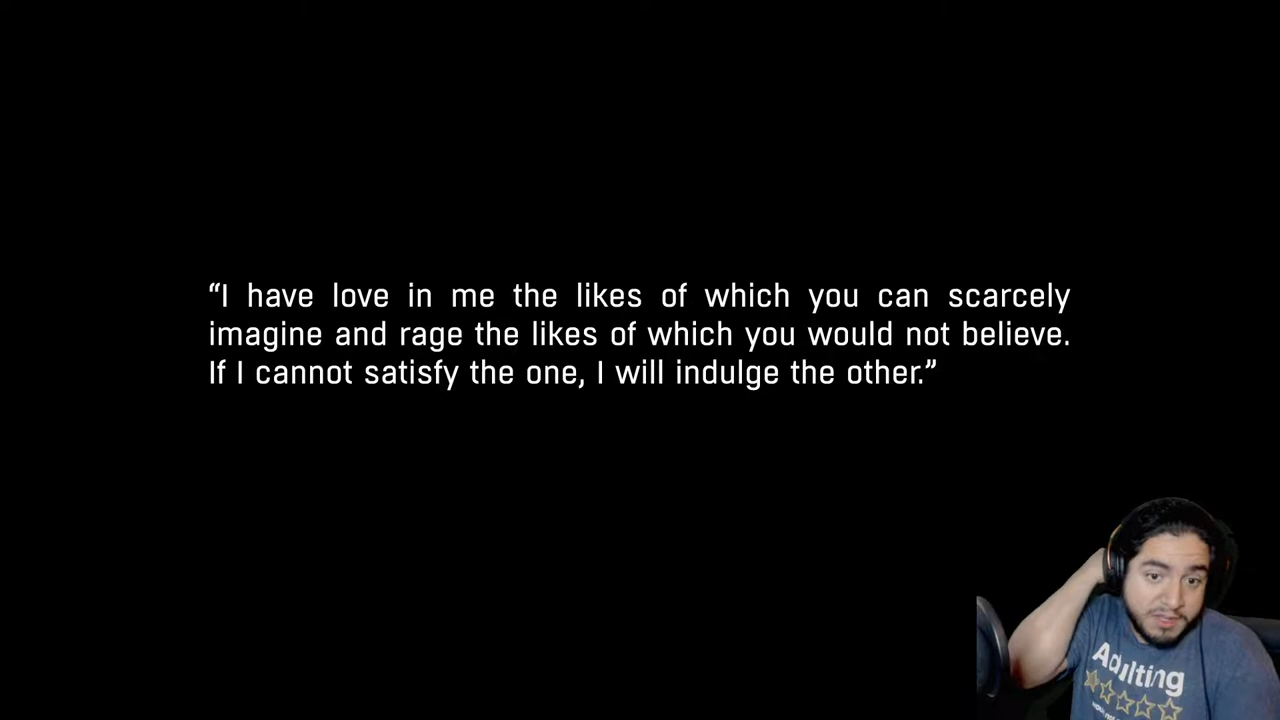 “I have love in me the likes of which you can scarcely
imagine and rage the likes of which you would not believe.
If I cannot satisfy the one, I will indulge the other.”
Adulting